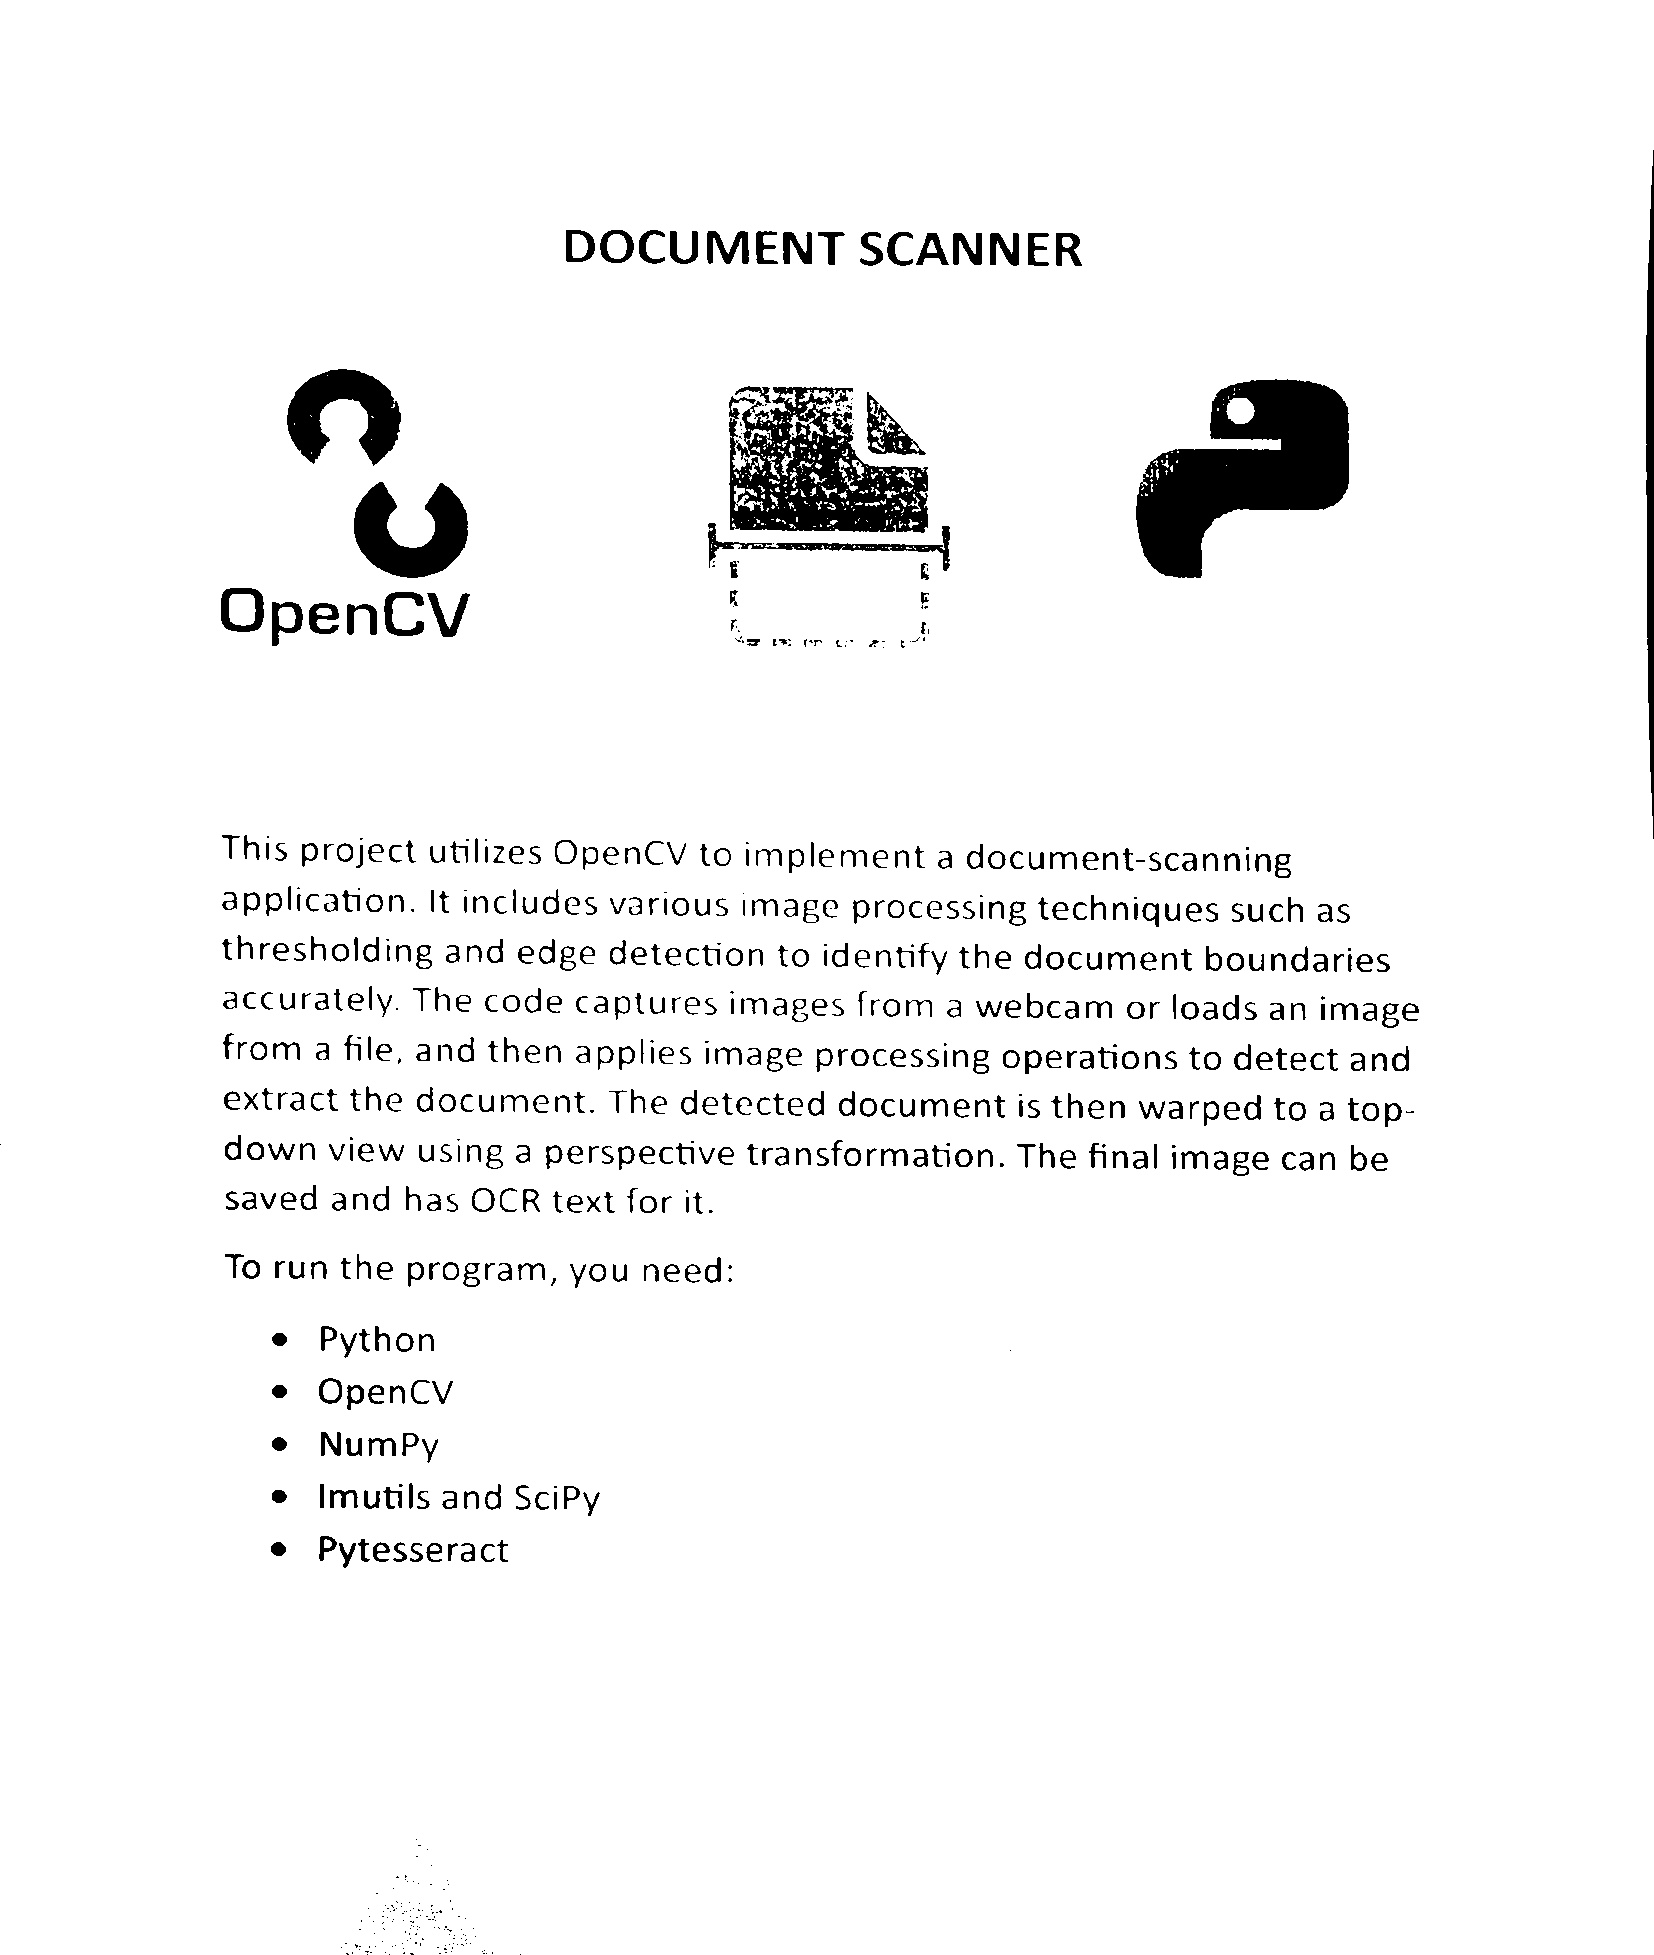 DOCUMENT SCANNER
OpenCV
This project utilizes OpenCV to implement a document-scanning
application. It includes various image processing techniques such as
thresholding and edge detection to identify the document boundaries
accurately. The code captures images from a webcam or loads an image
from a file, and then applies image processing operations to detect and
extract the document. The detected document is then warped to a top-
down view using a perspective transformation. The final image can be
saved and has OCR text for it.
To run the program, you need:
• Python
• OpenCV
• NumPy
• Imutils and SciPy
• Pytesseract